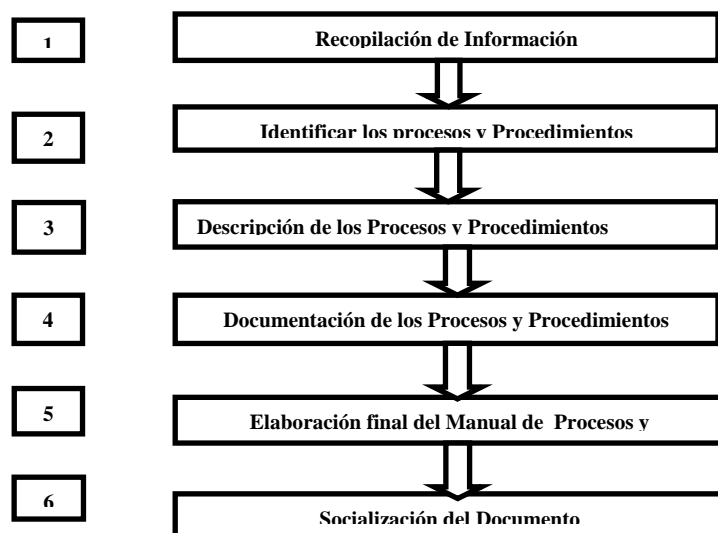 1
Recopilación de Información
2
Identificar los procesos y Procedimientos
3
Descripción de los Procesos y Procedimientos
4
Documentación de los Procesos y Procedimientos
5
Elaboración final del Manual de Procesos y
6
Socialización del Documento